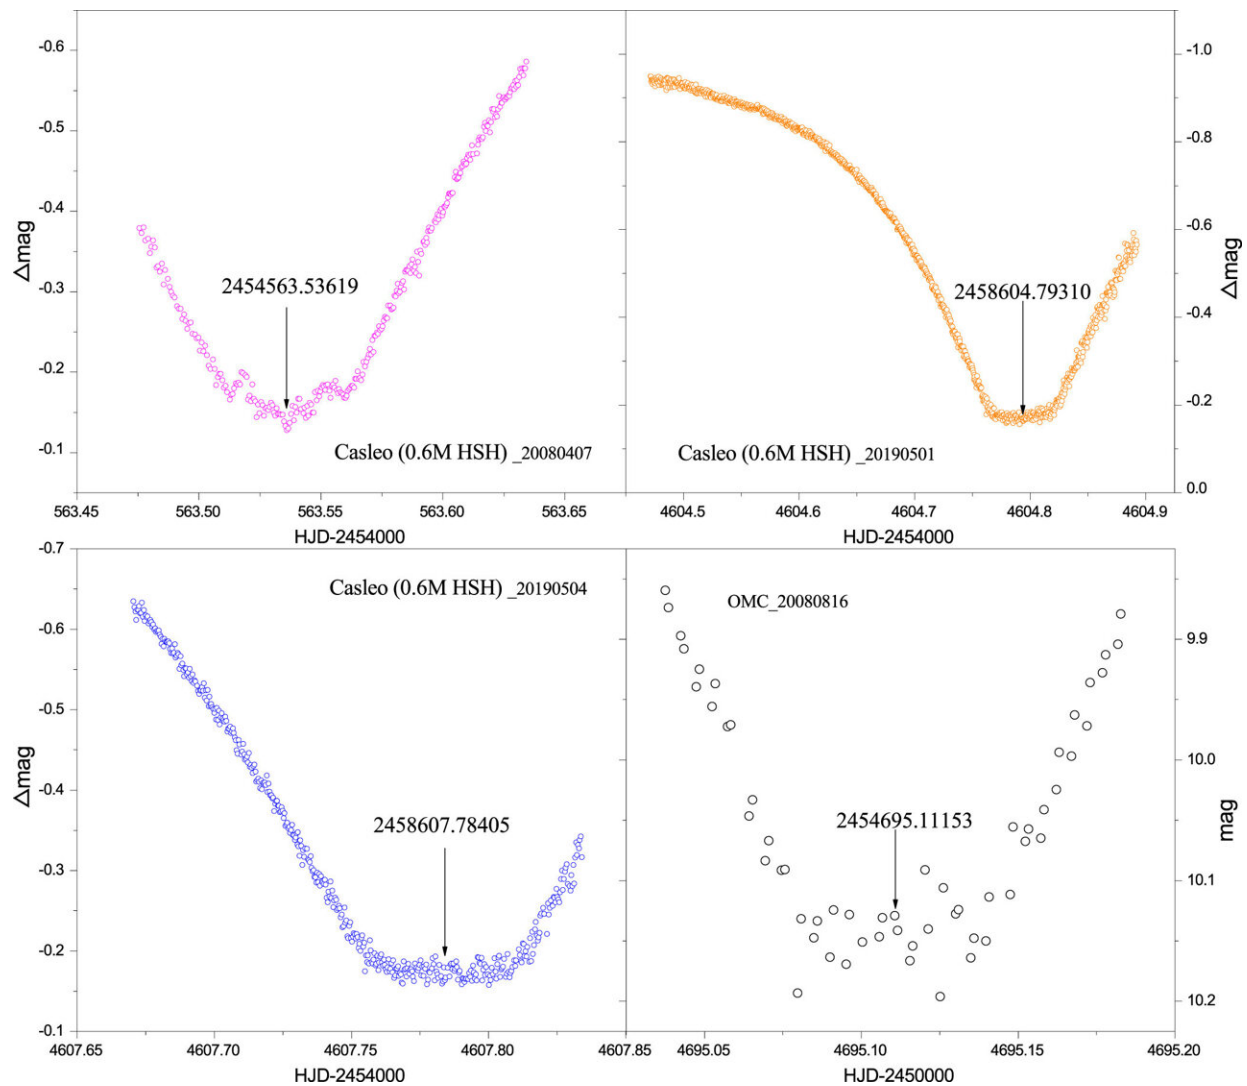 -0.6
-0.5
-0.4
-0.3
-0.2
-0.1
Δmag
2454563.53619
Casleo (0.6M HSH) _20080407
563.45 563.50 563.55 563.60 563.65
HJD-2454000
-1.0
-0.8
-0.6
-0.4
-0.2
0.0
Δmag
2458604.79310
Casleo (0.6M HSH) _20190501
4604.5 4604.6 4604.7 4604.8 4604.9
HJD-2454000
-0.7
-0.6
-0.5
-0.4
-0.3
-0.2
-0.1
Δmag
Casleo (0.6M HSH) _20190504
2458607.78405
4607.65 4607.70 4607.75 4607.80 4607.85
HJD-2454000
OMC_20080816
9.9
10.0
10.1
10.2
mag
2454695.11153
4695.05 4695.10 4695.15 4695.20
HJD-2450000